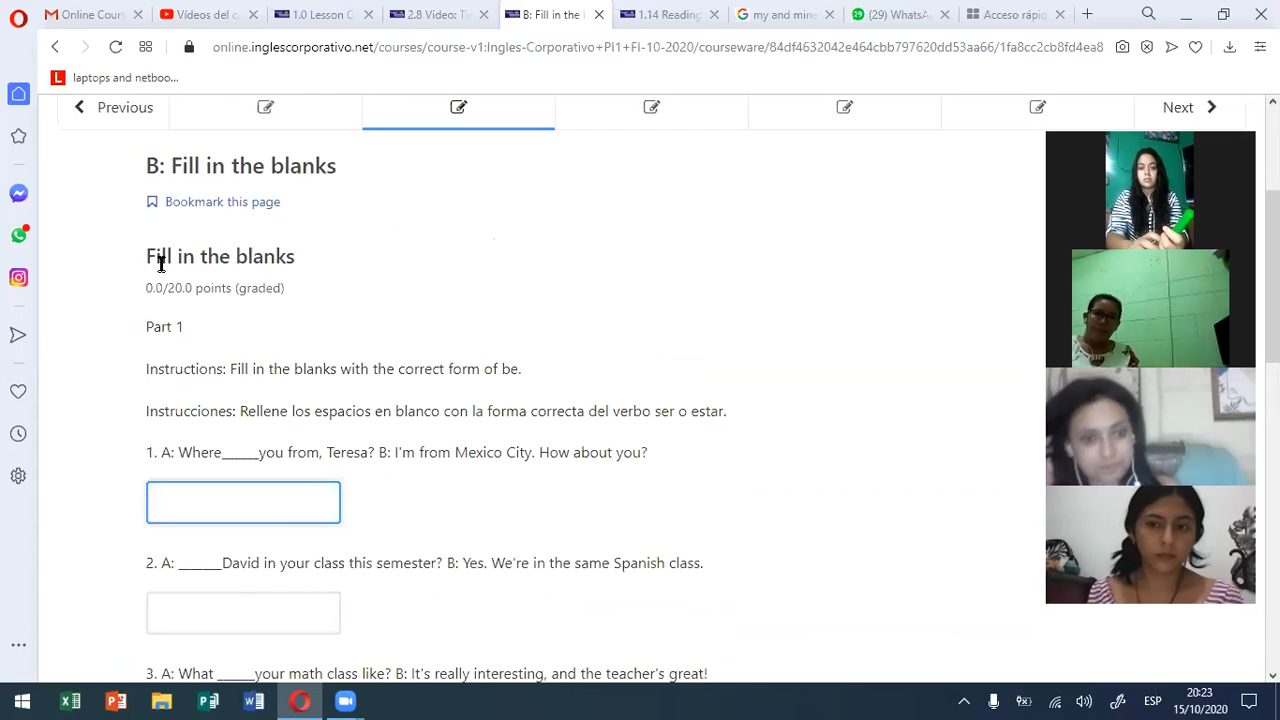 Online Cours
Vídeos del c
1.0 Lesson O
2.8 Video: Ti
B: Fill in the
1.14 Reading
my and mine
(29) WhatsA
Acceso rápi
online.inglescorporativo.net/courses/course-v1:Ingles-Corporativo+PI1+FI-10-2020/courseware/84df4632042e464cbb797620dd53aa66/1fa8cc2cb8fd4ea8
L laptops and netboo...
Previous
Next
B: Fill in the blanks
Bookmark this page
Fill in the blanks
0.0/20.0 points (graded)
Part 1
Instructions: Fill in the blanks with the correct form of be.
Instrucciones: Rellene los espacios en blanco con la forma correcta del verbo ser o estar.
1. A: Where______you from, Teresa? B: I'm from Mexico City. How about you?
2. A: ______David in your class this semester? B: Yes. We're in the same Spanish class.
3. A: What ______your math class like? B: It's really interesting, and the teacher's great!
ESP
20:23
15/10/2020